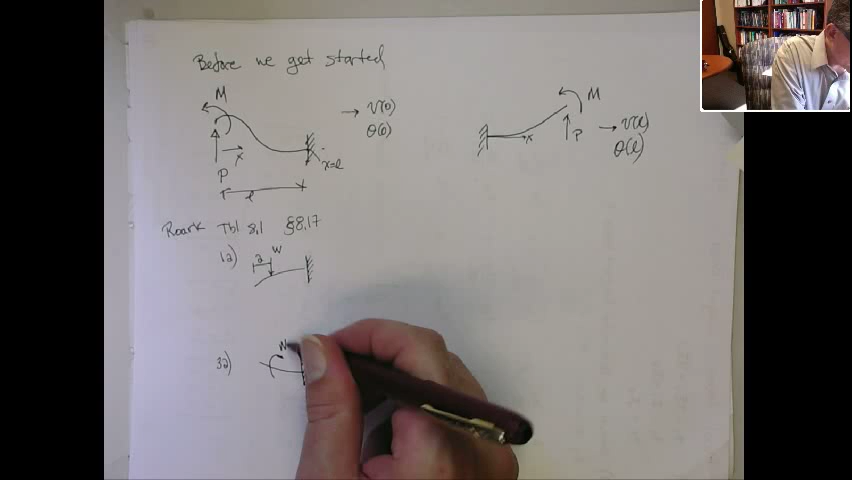 Before we get started
M
P
x
l
x=l
→ v(0)
θ(0)
M
P
x
→ v(l)
θ(l)
Roark Tbl 8.1 §8.17
1a)
a
W
3a)